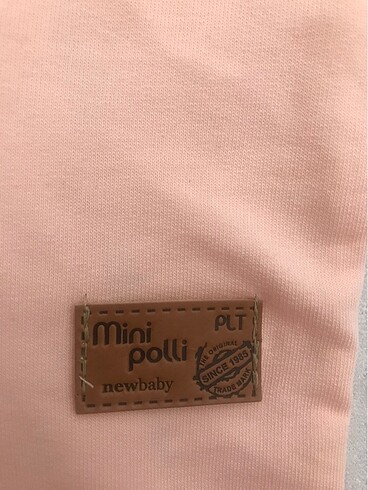 Mini PLT
polli
newbaby
THE ORIGINAL
SINCE 1985
TRADE MARK